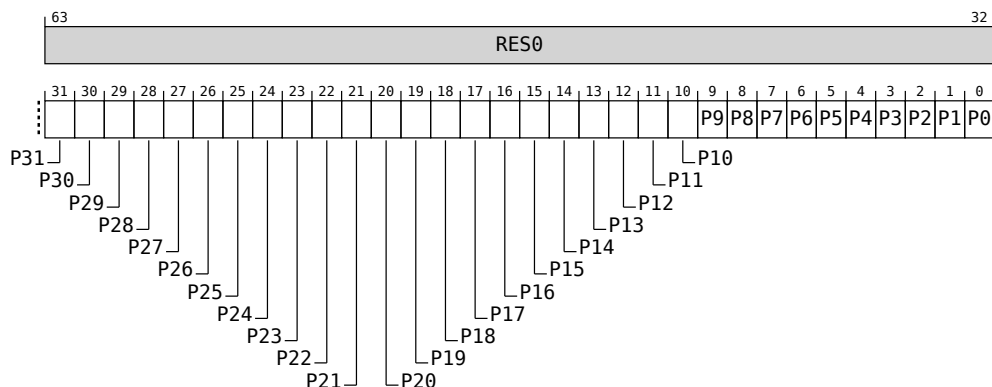 63 32
RES0
31 30 29 28 27 26 25 24 23 22 21 20 19 18 17 16 15 14 13 12 11 10 9 8 7 6 5 4 3 2 1 0
P9 P8 P7 P6 P5 P4 P3 P2 P1 P0
P31 P10
P30 P11
P29 P12
P28 P13
P27 P14
P26 P15
P25 P16
P24 P17
P23 P18
P22 P19
P21 P20